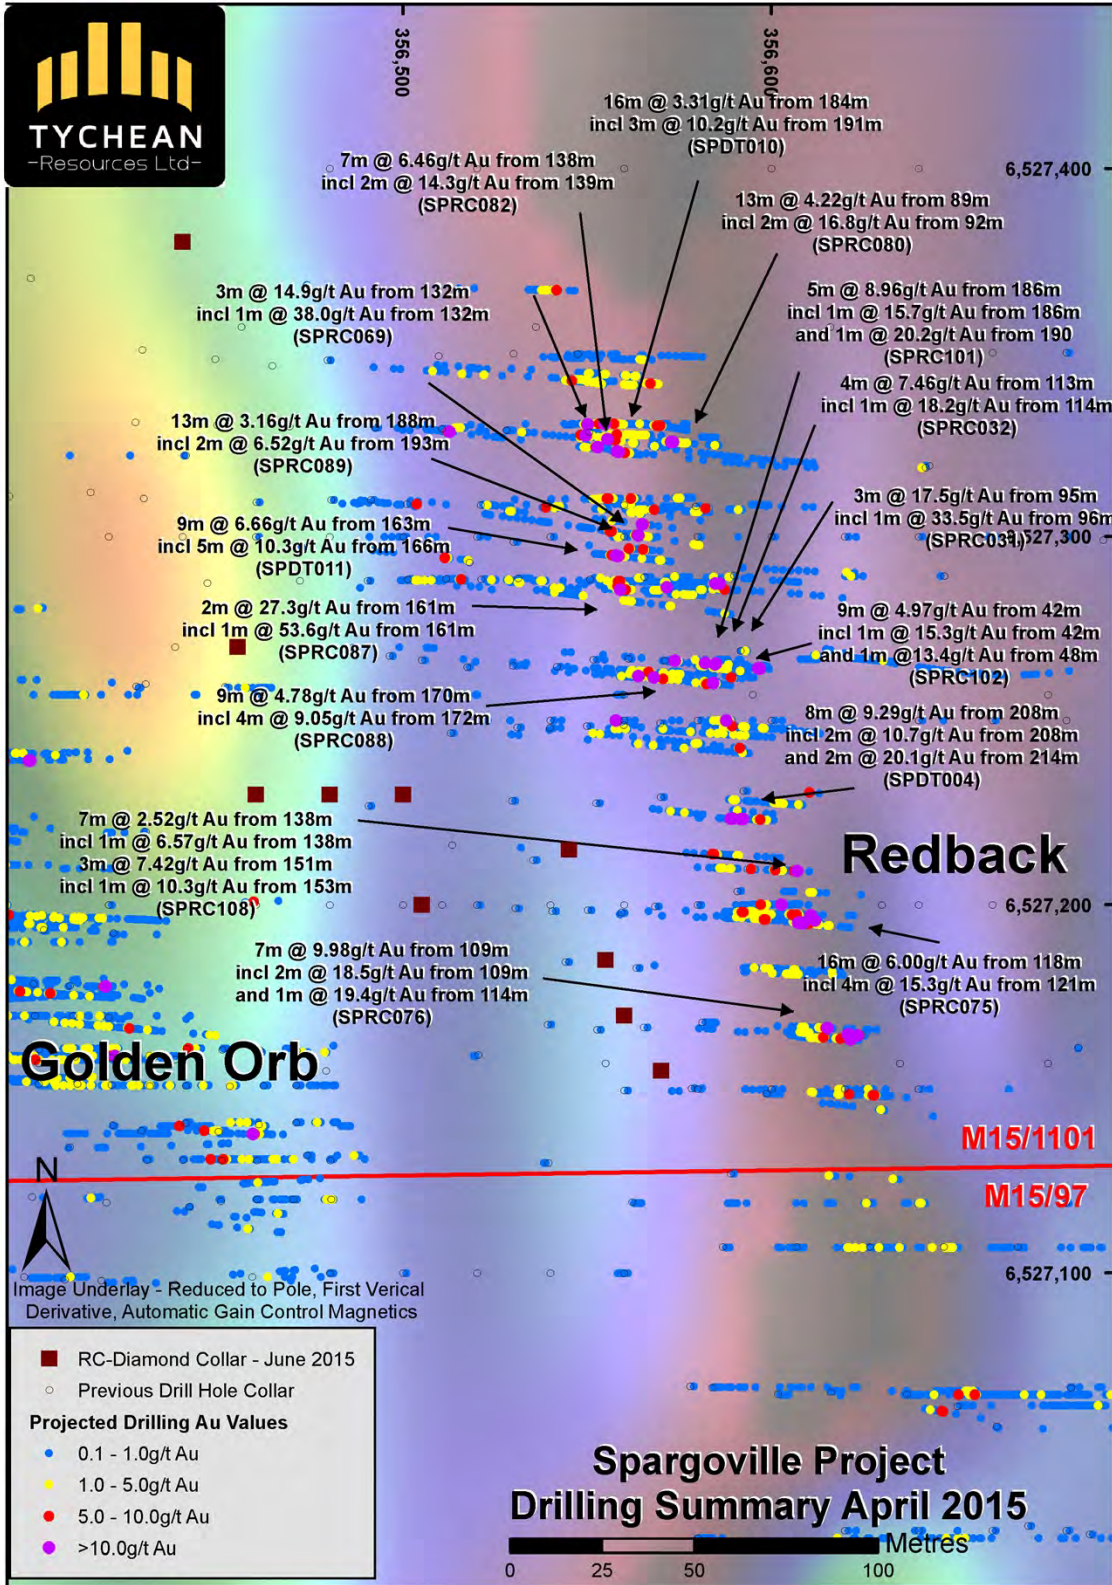 TYCHEAN
-Resources Ltd-
356,500
356,600
16m @ 3.31g/t Au from 184m
incl 3m @ 10.2g/t Au from 191m
(SPDT010)
7m @ 6.46g/t Au from 138m
incl 2m @ 14.3g/t Au from 139m
(SPRC082)
6,527,400
13m @ 4.22g/t Au from 89m
incl 2m @ 16.8g/t Au from 92m
(SPRC080)
3m @ 14.9g/t Au from 132m
incl 1m @ 38.0g/t Au from 132m
(SPRC069)
5m @ 8.96g/t Au from 186m
incl 1m @ 15.7g/t Au from 186m
and 1m @ 20.2g/t Au from 190
(SPRC101)
4m @ 7.46g/t Au from 113m
incl 1m @ 18.2g/t Au from 114m
(SPRC032)
13m @ 3.16g/t Au from 188m
incl 2m @ 6.52g/t Au from 193m
(SPRC089)
3m @ 17.5g/t Au from 95m
incl 1m @ 33.5g/t Au from 96m
(SPRC031)
6,527,300
9m @ 6.66g/t Au from 163m
incl 5m @ 10.3g/t Au from 166m
(SPDT011)
2m @ 27.3g/t Au from 161m
incl 1m @ 53.6g/t Au from 161m
(SPRC087)
9m @ 4.97g/t Au from 42m
incl 1m @ 15.3g/t Au from 42m
and 1m @13.4g/t Au from 48m
(SPRC102)
9m @ 4.78g/t Au from 170m
incl 4m @ 9.05g/t Au from 172m
(SPRC088)
8m @ 9.29g/t Au from 208m
incl 2m @ 10.7g/t Au from 208m
and 2m @ 20.1g/t Au from 214m
(SPDT004)
7m @ 2.52g/t Au from 138m
incl 1m @ 6.57g/t Au from 138m
3m @ 7.42g/t Au from 151m
incl 1m @ 10.3g/t Au from 153m
(SPRC108)
Redback
6,527,200
7m @ 9.98g/t Au from 109m
incl 2m @ 18.5g/t Au from 109m
and 1m @ 19.4g/t Au from 114m
(SPRC076)
16m @ 6.00g/t Au from 118m
incl 4m @ 15.3g/t Au from 121m
(SPRC075)
Golden Orb
M15/1101
M15/97
N
6,527,100
Image Underlay - Reduced to Pole, First Verical
Derivative, Automatic Gain Control Magnetics
RC-Diamond Collar - June 2015
Previous Drill Hole Collar
Projected Drilling Au Values
0.1 - 1.0g/t Au
1.0 - 5.0g/t Au
5.0 - 10.0g/t Au
>10.0g/t Au
Spargoville Project
Drilling Summary April 2015
Metres
0 25 50 100